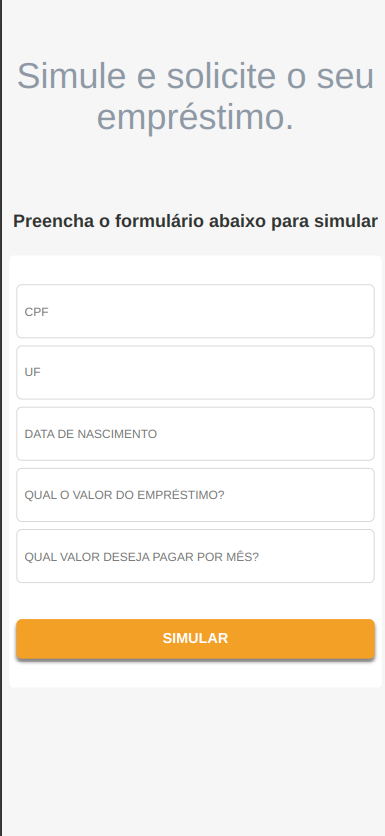 Simule e solicite o seu
empréstimo.
Preencha o formulário abaixo para simular
CPF
UF
DATA DE NASCIMENTO
QUAL O VALOR DO EMPRÉSTIMO?
QUAL VALOR DESEJA PAGAR POR MÊS?
SIMULAR